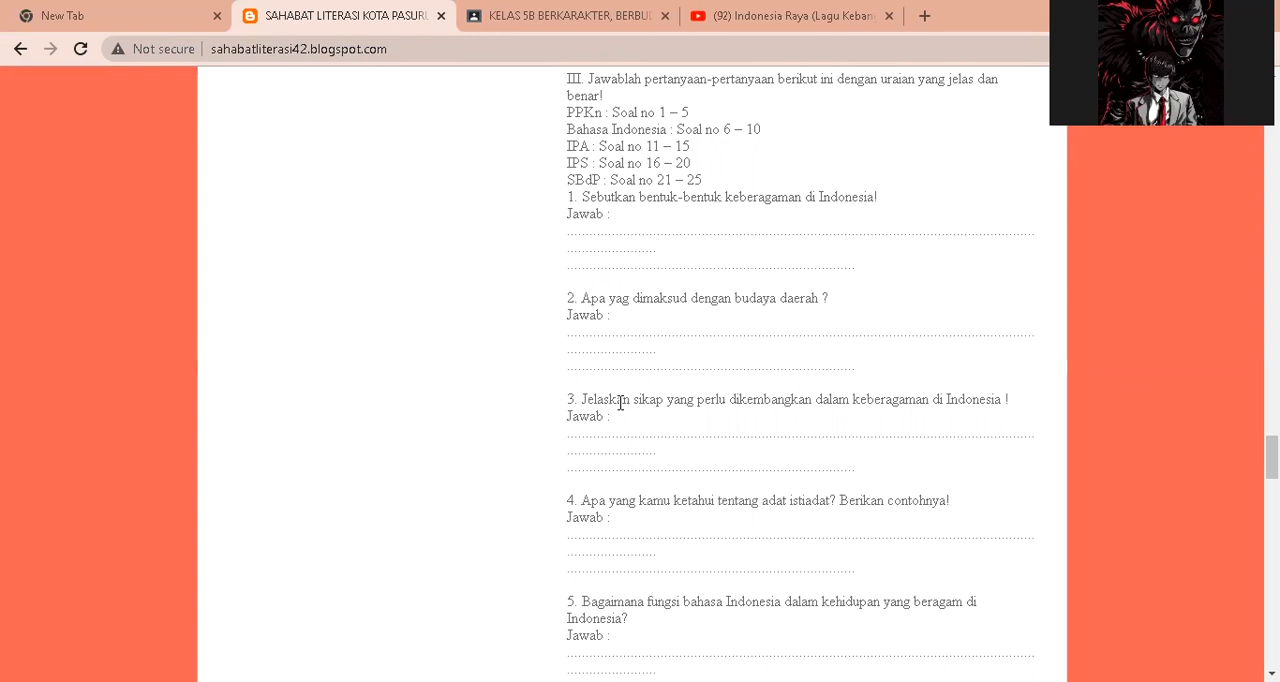 New Tab
SAHABAT LITERASI KOTA PASURU
KELAS 5B BERKARAKTER, BERBUD
(92) Indonesia Raya (Lagu Keban
Not secure
sahabatliterasi42.blogspot.com
III. Jawablah pertanyaan-pertanyaan berikut ini dengan uraian yang jelas dan
benar!
PPKn : Soal no 1 – 5
Bahasa Indonesia : Soal no 6 – 10
IPA : Soal no 11 – 15
IPS : Soal no 16 – 20
SBdP : Soal no 21 – 25
1. Sebutkan bentuk-bentuk keberagaman di Indonesia!
Jawab :
........................................................................................................................
.......................
..........................................................................
2. Apa yag dimaksud dengan budaya daerah ?
Jawab :
........................................................................................................................
.......................
..........................................................................
3. Jelaskan sikap yang perlu dikembangkan dalam keberagaman di Indonesia !
Jawab :
........................................................................................................................
.......................
..........................................................................
4. Apa yang kamu ketahui tentang adat istiadat? Berikan contohnya!
Jawab :
........................................................................................................................
.......................
..........................................................................
5. Bagaimana fungsi bahasa Indonesia dalam kehidupan yang beragam di
Indonesia?
Jawab :
........................................................................................................................
.......................